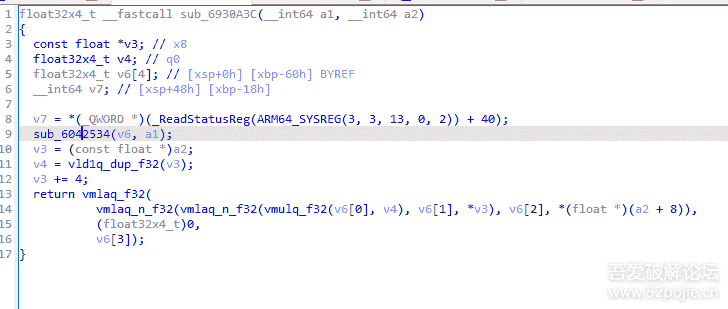 1 float32x4_t __fastcall sub_6930A3C(__int64 a1, __int64 a2)
2 {
3 const float *v3; // x8
4 float32x4_t v4; // q0
5 float32x4_t v6[4]; // [xsp+0h] [xbp-60h] BYREF
6 __int64 v7; // [xsp+48h] [xbp-18h]
7
8 v7 = *(_QWORD *)(_ReadStatusReg(ARM64_SYSREG(3, 3, 13, 0, 2)) + 40);
9 sub_6042534(v6, a1);
10 v3 = (const float *)a2;
11 v4 = vld1q_dup_f32(v3);
12 v3 += 4;
13 return vmlaq_f32(
14 vmlaq_n_f32(vmlaq_n_f32(vmulq_f32(v6[0], v4), v6[1], *v3), v6[2], *(float *)(a2 + 8)),
15 (float32x4_t)0,
16 v6[3]);
17 }
吾爱破解论坛
www.52pojie.cn